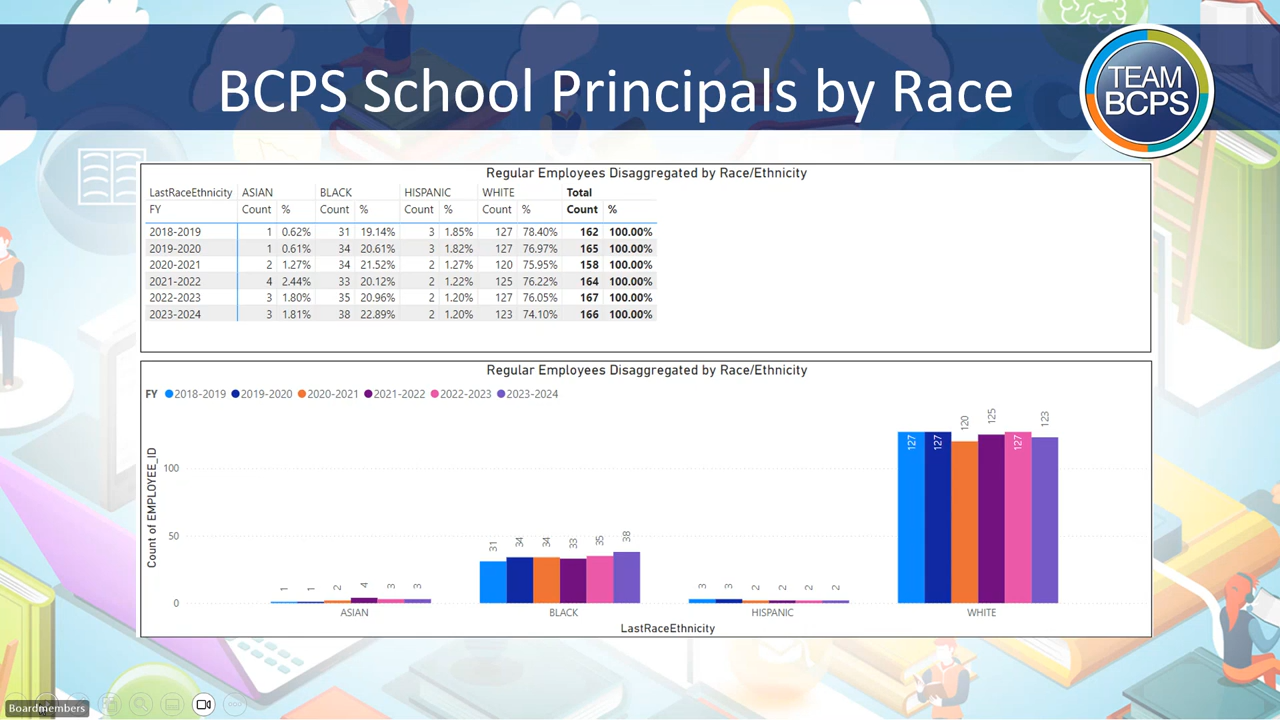 BCPS School Principals by Race
TEAM
BCPS
Regular Employees Disaggregated by Race/Ethnicity
LastRaceEthnicity ASIAN BLACK HISPANIC WHITE Total
FY Count % Count % Count % Count % Count %
2018-2019 1 0.62% 31 19.14% 3 1.85% 127 78.40% 162 100.00%
2019-2020 1 0.61% 34 20.61% 3 1.82% 127 76.97% 165 100.00%
2020-2021 2 1.27% 34 21.52% 2 1.27% 120 75.95% 158 100.00%
2021-2022 4 2.44% 33 20.12% 2 1.22% 125 76.22% 164 100.00%
2022-2023 3 1.80% 35 20.96% 2 1.20% 127 76.05% 167 100.00%
2023-2024 3 1.81% 38 22.89% 2 1.20% 123 74.10% 166 100.00%
Regular Employees Disaggregated by Race/Ethnicity
FY 2018-2019 2019-2020 2020-2021 2021-2022 2022-2023 2023-2024
Count of EMPLOYEE_ID
100
50
0
1 1 2 4 3 3
31 34 34 33 35 38
3 3 2 2 2 2
127 127 120 125 127 123
ASIAN BLACK HISPANIC WHITE
LastRaceEthnicity
Boardmembers